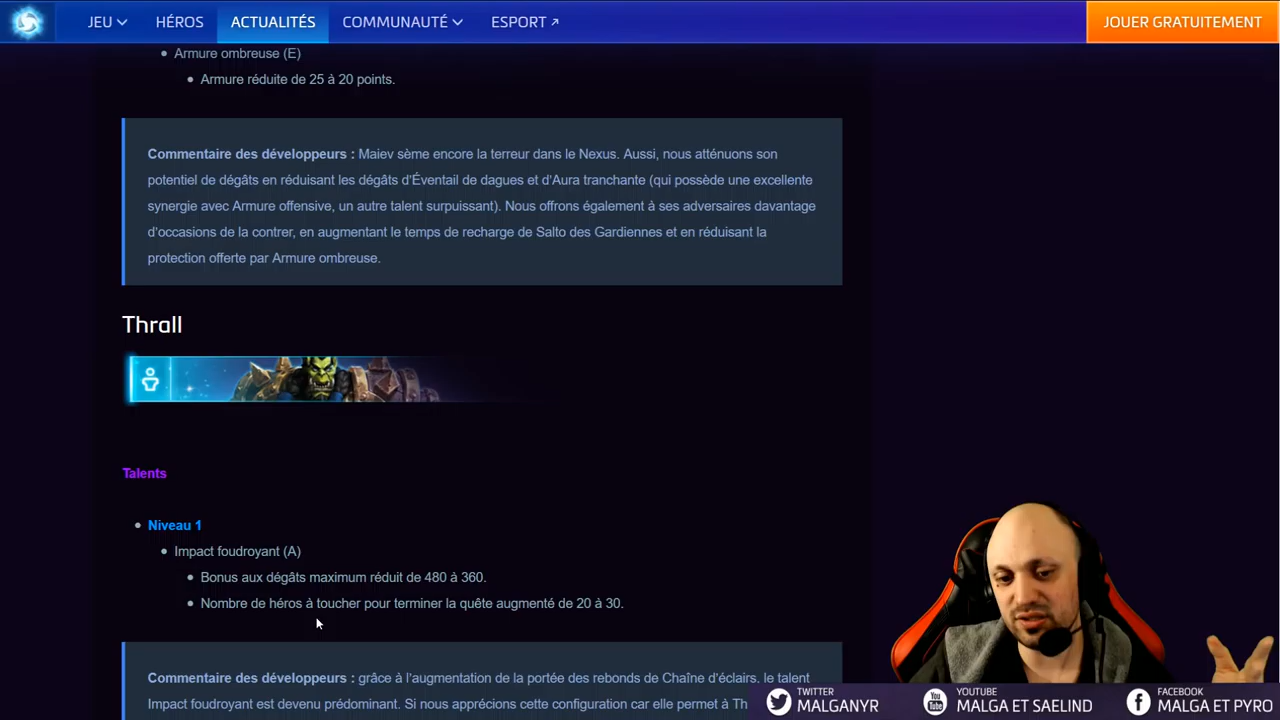 JEU HÉROS ACTUALITÉS COMMUNAUTÉ ESPORT JOUER GRATUITEMENT
Armure ombreuse (E)
Armure réduite de 25 à 20 points.
Commentaire des développeurs : Maiev sème encore la terreur dans le Nexus. Aussi, nous atténuons son
potentiel de dégâts en réduisant les dégâts d'Éventail de dagues et d'Aura tranchante (qui possède une excellente
synergie avec Armure offensive, un autre talent surpuissant). Nous offrons également à ses adversaires davantage
d'occasions de la contrer, en augmentant le temps de recharge de Salto des Gardiennes et en réduisant la
protection offerte par Armure ombreuse.
Thrall
Talents
Niveau 1
Impact foudroyant (A)
Bonus aux dégâts maximum réduit de 480 à 360.
Nombre de héros à toucher pour terminer la quête augmenté de 20 à 30.
Commentaire des développeurs : grâce à l'augmentation de la portée des rebonds de Chaîne d'éclairs, le talent
Impact foudroyant est devenu prédominant. Si nous apprécions cette configuration car elle permet à Th
TWITTER
MALGANYR
YOUTUBE
MALGA ET SAELIND
FACEBOOK
MALGA ET PYRO